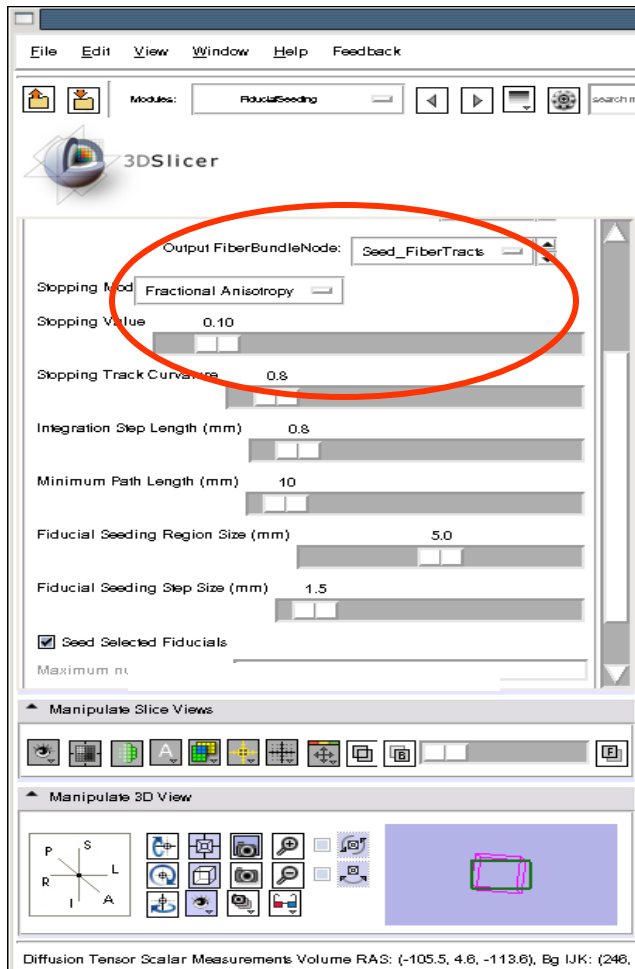 File Edit View Window Help Feedback
Modules: FiducialSeeding search
3DSlicer
Output FiberBundleNode: Seed_FiberTracts
Stopping Mod Fractional Anisotropy
Stopping Value 0.10
Stopping Track Curvature 0.8
Integration Step Length (mm) 0.8
Minimum Path Length (mm) 10
Fiducial Seeding Region Size (mm) 5.0
Fiducial Seeding Step Size (mm) 1.5
Seed Selected Fiducials
Maximum
Manipulate Slice Views
A B F
Manipulate 3D View
P S
R L
I A
Diffusion Tensor Scalar Measurements Volume RAS: (-105.5, 4.6, -113.6), Bg IJK: (246,